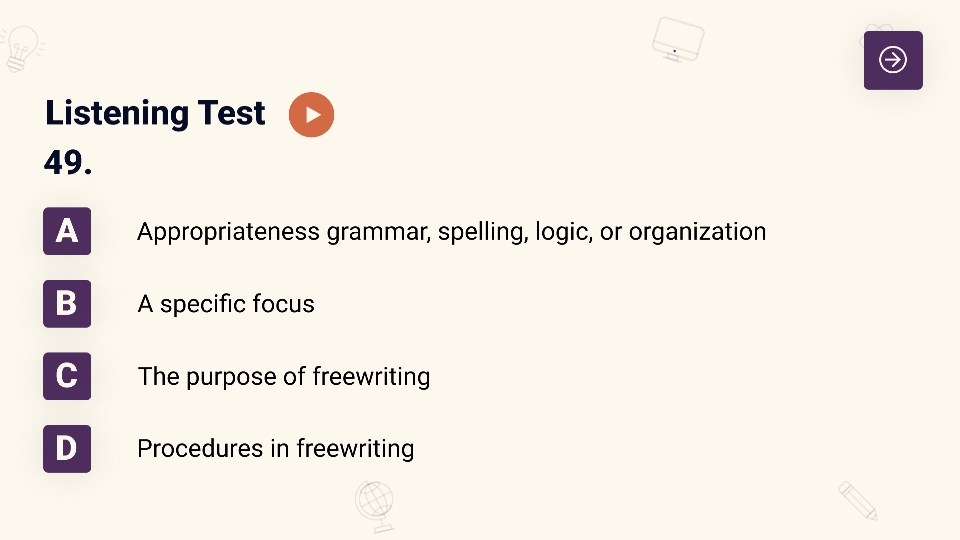 Listening Test
49.
A Appropriateness grammar, spelling, logic, or organization
B A specific focus
C The purpose of freewriting
D Procedures in freewriting